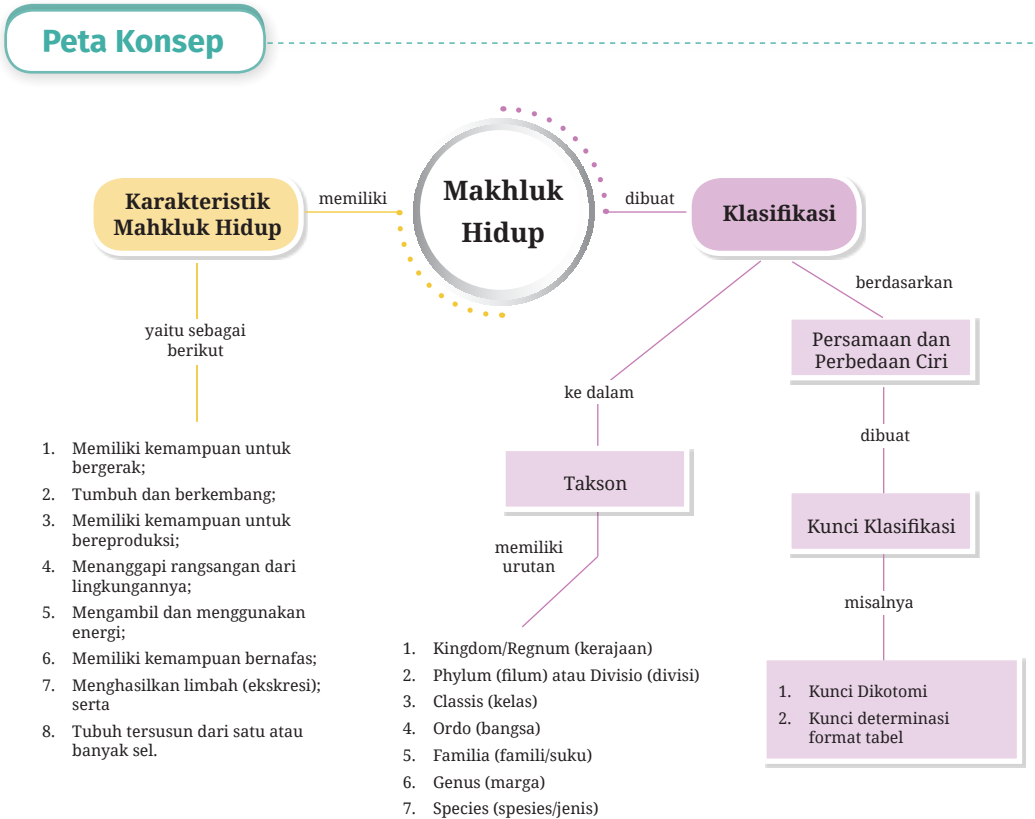 Peta Konsep
Makhluk
Hidup
memiliki
Karakteristik
Mahkluk Hidup
yaitu sebagai
berikut
1. Memiliki kemampuan untuk
bergerak;
2. Tumbuh dan berkembang;
3. Memiliki kemampuan untuk
bereproduksi;
4. Menanggapi rangsangan dari
lingkungannya;
5. Mengambil dan menggunakan
energi;
6. Memiliki kemampuan bernafas;
7. Menghasilkan limbah (ekskresi);
serta
8. Tubuh tersusun dari satu atau
banyak sel.
dibuat
Klasifikasi
ke dalam
Takson
memiliki
urutan
1. Kingdom/Regnum (kerajaan)
2. Phylum (filum) atau Divisio (divisi)
3. Classis (kelas)
4. Ordo (bangsa)
5. Familia (famili/suku)
6. Genus (marga)
7. Species (spesies/jenis)
berdasarkan
Persamaan dan
Perbedaan Ciri
dibuat
Kunci Klasifikasi
misalnya
1. Kunci Dikotomi
2. Kunci determinasi
format tabel